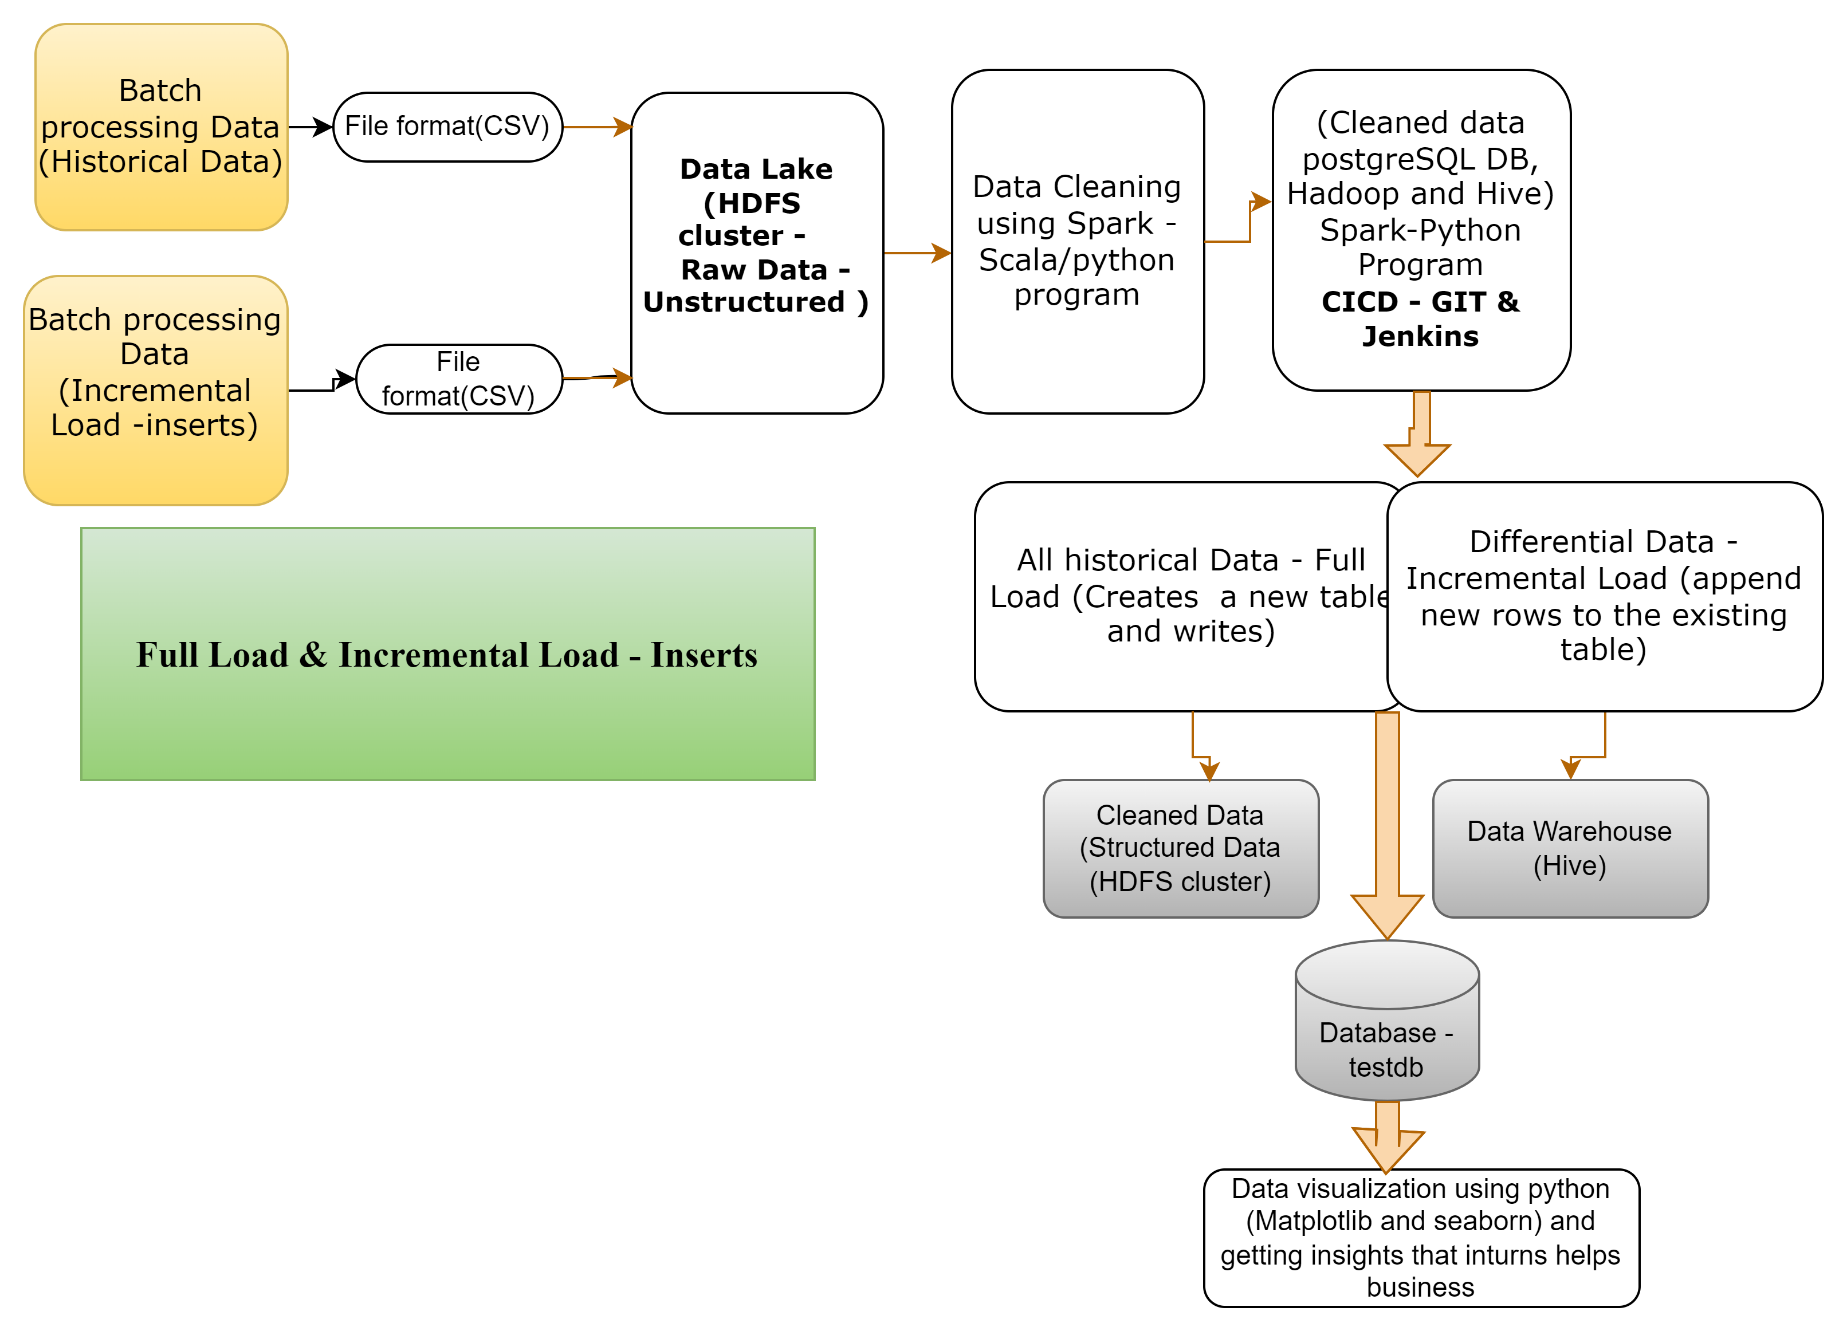 Batch
processing Data
(Historical Data)
File format(CSV)
Data Lake
(HDFS
cluster -
Raw Data -
Unstructured )
Data Cleaning
using Spark -
Scala/python
program
(Cleaned data
postgreSQL DB,
Hadoop and Hive)
Spark-Python
Program
CICD - GIT &
Jenkins
Batch processing
Data
(Incremental
Load -inserts)
File
format(CSV)
Full Load & Incremental Load - Inserts
All historical Data - Full
Load (Creates  a new table
and writes)
Differential Data -
Incremental Load (append
new rows to the existing
table)
Cleaned Data
(Structured Data
(HDFS cluster)
Data Warehouse
(Hive)
Database -
testdb
Data visualization using python
(Matplotlib and seaborn) and
getting insights that inturns helps
business